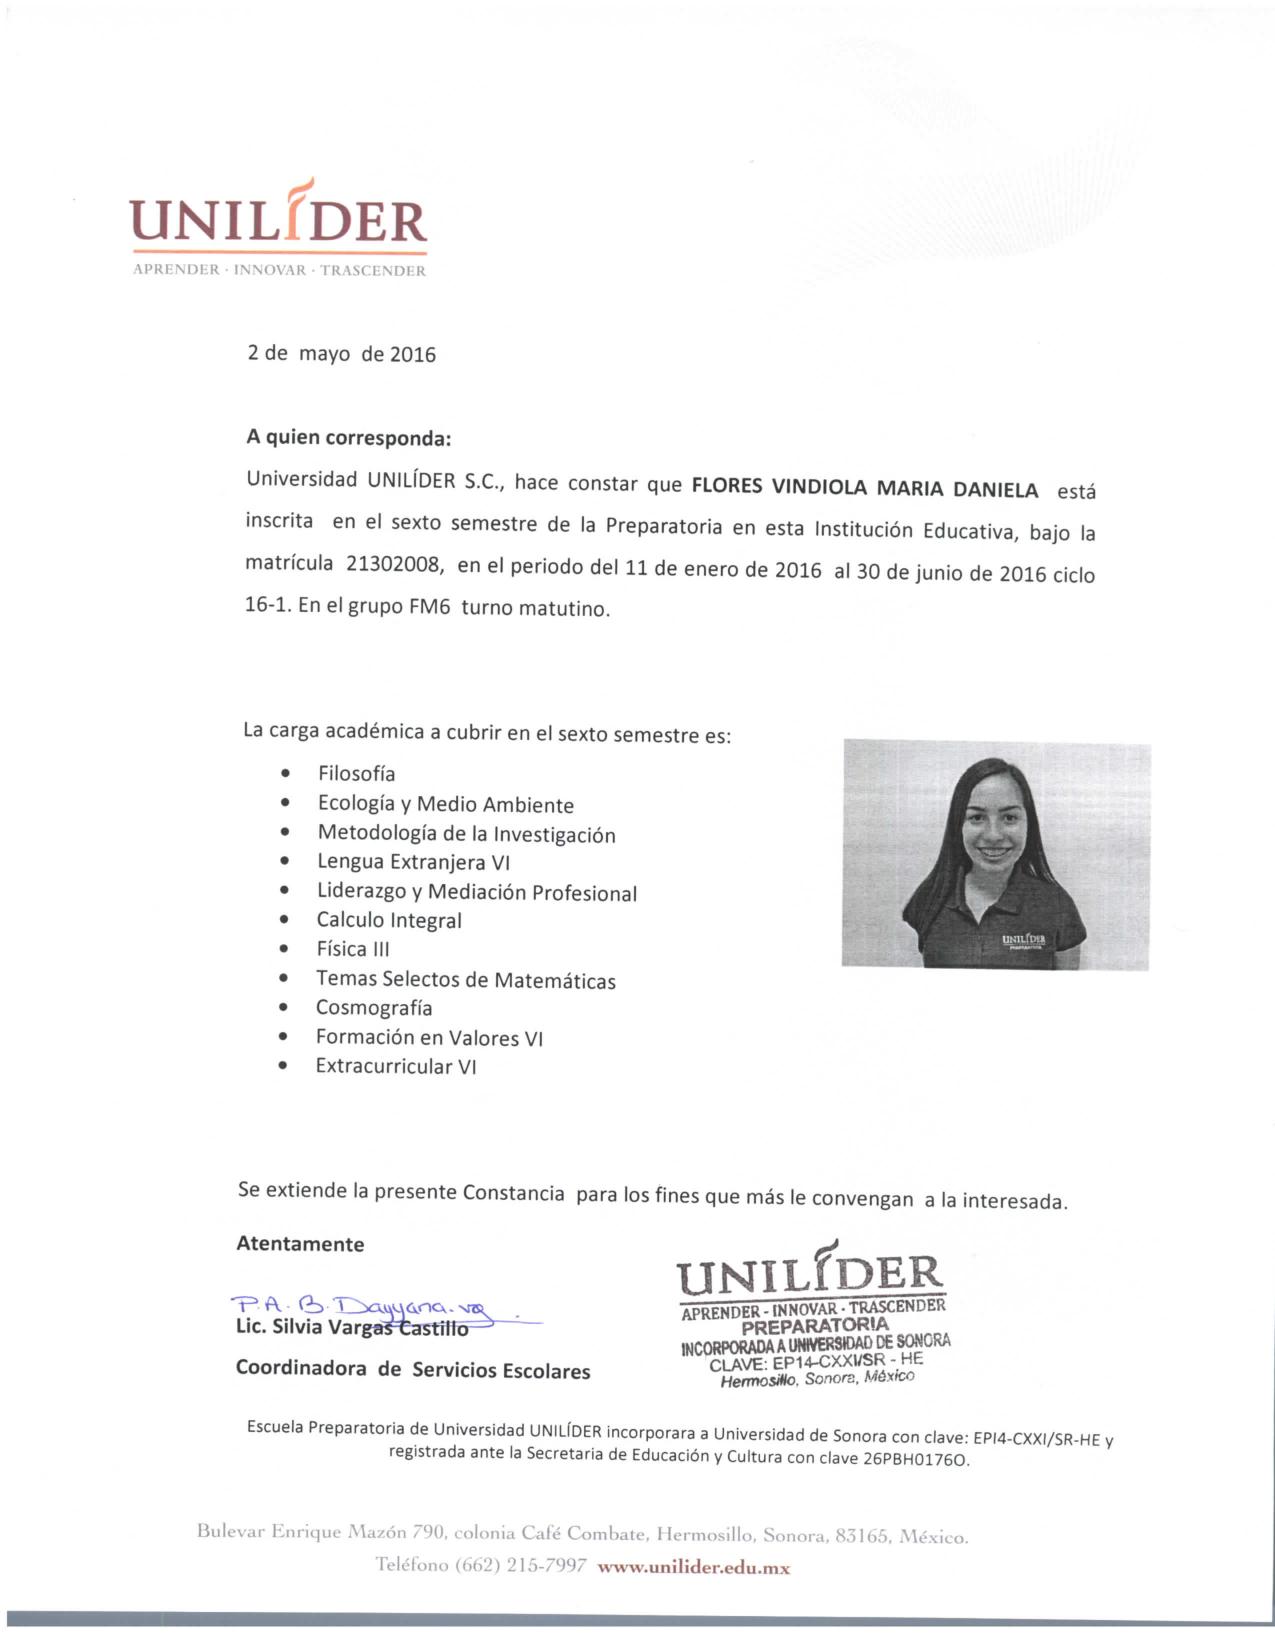 UNILÍDER
APRENDER · INNOVAR · TRASCENDER
2 de mayo de 2016
A quien corresponda:
Universidad UNILÍDER S.C., hace constar que FLORES VINDIOLA MARIA DANIELA está
inscrita en el sexto semestre de la Preparatoria en esta Institución Educativa, bajo la
matrícula 21302008, en el periodo del 11 de enero de 2016 al 30 de junio de 2016 ciclo
16-1. En el grupo FM6 turno matutino.
La carga académica a cubrir en el sexto semestre es:
• Filosofía
• Ecología y Medio Ambiente
• Metodología de la Investigación
• Lengua Extranjera VI
• Liderazgo y Mediación Profesional
• Calculo Integral
• Física III
• Temas Selectos de Matemáticas
• Cosmografía
• Formación en Valores VI
• Extracurricular VI
UNILÍDER
PREPARATORIA
Se extiende la presente Constancia para los fines que más le convengan a la interesada.
Atentamente
P.A. B. Dayyana
Lic. Silvia Vargas Castillo
Coordinadora de Servicios Escolares
UNILÍDER
APRENDER - INNOVAR · TRASCENDER
PREPARATORIA
INCORPORADA A UNIVERSIDAD DE SONORA
CLAVE: EP14-CXXI/SR - HE
Hermosillo, Sonora, México
Escuela Preparatoria de Universidad UNILÍDER incorporara a Universidad de Sonora con clave: EPI4-CXXI/SR-HE y
registrada ante la Secretaria de Educación y Cultura con clave 26PBH0176O.
Bulevar Enrique Mazón 790, colonia Café Combate, Hermosillo, Sonora, 83165, México.
Teléfono (662) 215-7997 www.unilider.edu.mx